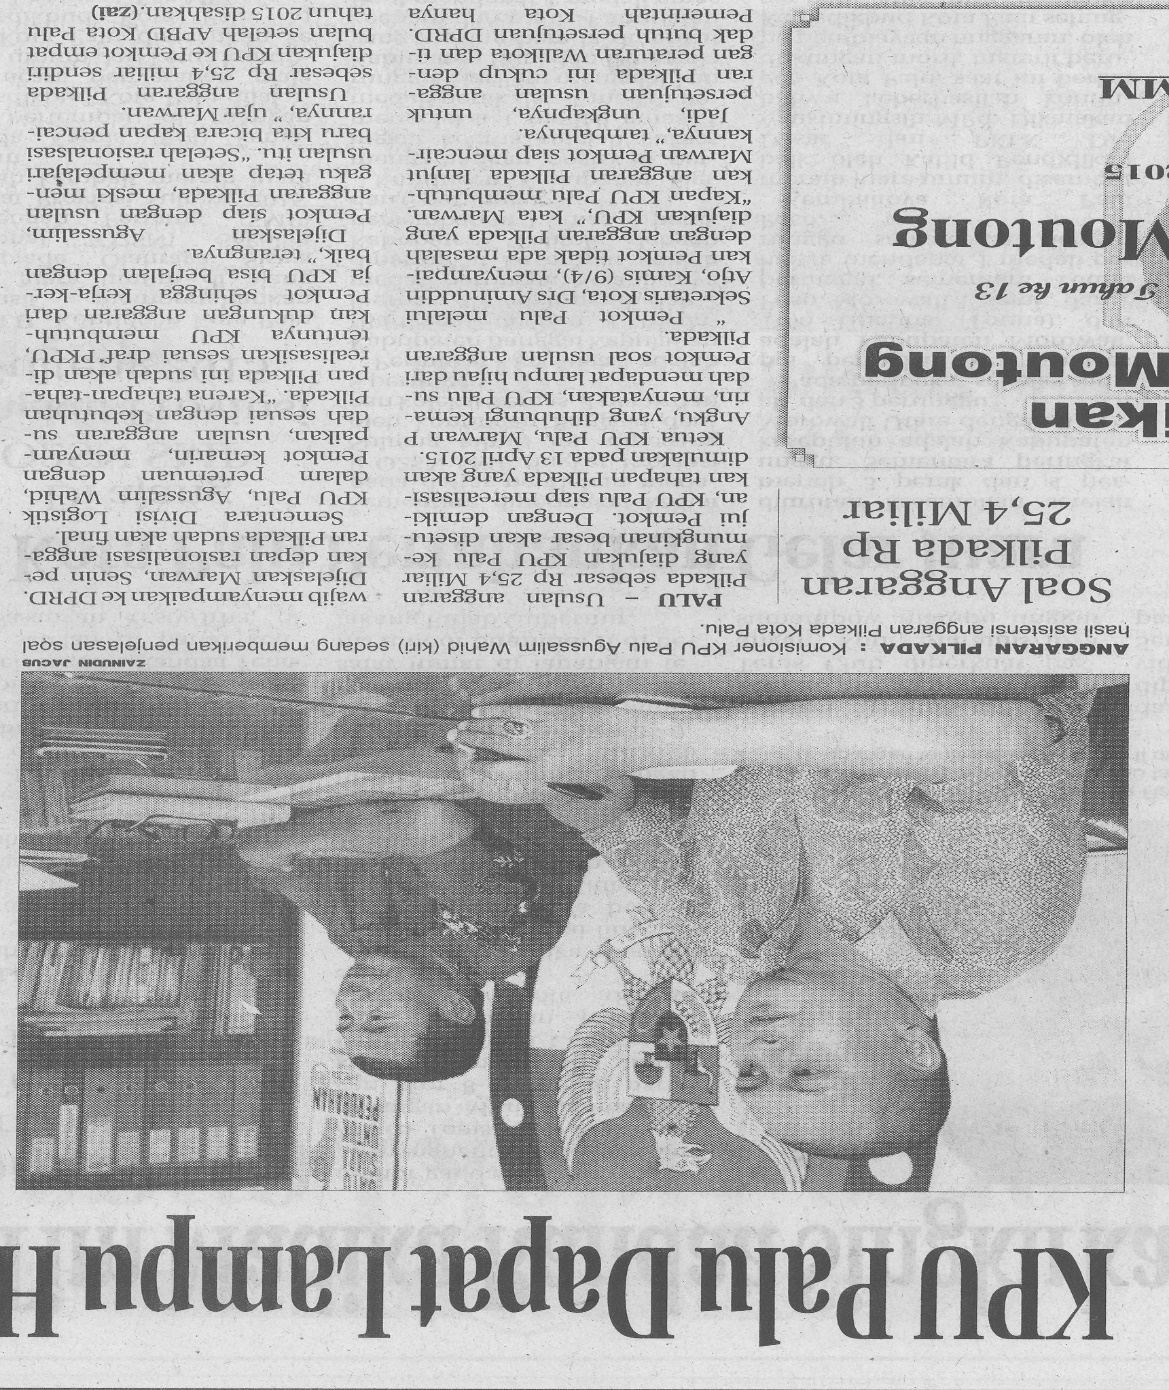 KPU Palu Dapat Lampu H
PERUBAHAN
ZAINUDIN JACUB
ANGGARAN PILKADA : Komisioner KPU Palu Agussalim Wahid (kiri) sedang memberikan penjelasan soal
hasil asistensi anggaran Pilkada Kota Palu.
Soal Anggaran
Pilkada Rp
25,4 Miliar
PALU – Usulan anggaran
Pilkada sebesar Rp 25,4 Miliar
yang diajukan KPU Palu ke-
mungkinan besar akan disetu-
jui Pemkot. Dengan demiki-
an, KPU Palu siap merealisasi-
kan tahapan Pilkada yang akan
dimulakan pada 13 April 2015.
Ketua KPU Palu, Marwan P
Angku, yang dihubungi kema-
rin, menyatakan, KPU Palu su-
dah mendapat lampu hijau dari
Pemkot soal usulan anggaran
Pilkada.
“ Pemkot Palu melalui
Sekretaris Kota, Drs Aminuddin
Atjo, Kamis (9/4), menyampai-
kan Pemkot tidak ada masalah
dengan anggaran Pilkada yang
diajukan KPU,” kata Marwan.
“Kapan KPU Palu membutuh-
kan anggaran Pilkada lanjut
Marwan Pemkot siap mencair-
kannya,” tambahnya.
Jadi, ungkapnya, untuk
persetujuan usulan angga-
ran Pilkada ini cukup den-
gan peraturan Walikota dan ti-
dak butuh persetujuan DPRD.
Pemerintah Kota hanya
wajib menyampaikan ke DPRD.
Dijelaskan Marwan, Senin pe-
kan depan rasionalisasi angga-
ran Pilkada sudah akan final.
Sementara Divisi Logistik
KPU Palu, Agussalim Wahid,
dalam pertemuan dengan
Pemkot kemarin, menyam-
paikan, usulan anggaran su-
dah sesuai dengan kebutuhan
Pilkada. “Karena tahapan-taha-
pan Pilkada ini sudah akan di-
realisasikan sesuai draf PKPU,
tentunya KPU membutuh-
kan dukungan anggaran dari
Pemkot sehingga kerja-ker-
ja KPU bisa berjalan dengan
baik,” terangnya.
Dijelaskan Agussalim,
Pemkot siap dengan usulan
anggaran Pilkada, meski men-
gaku tetap akan mempelajari
usulan itu. “Setelah rasionalsasi
baru kita bicara kapan pencai-
rannya,” ujar Marwan.
Usulan anggaran Pilkada
sebesar Rp 25,4 miliar sendiri
diajukan KPU ke Pemkot empat
bulan setelah APBD Kota Palu
tahun 2015 disahkan.(zai)
ikan
Moutong
Tahun ke 13
Moutong
2015
MM